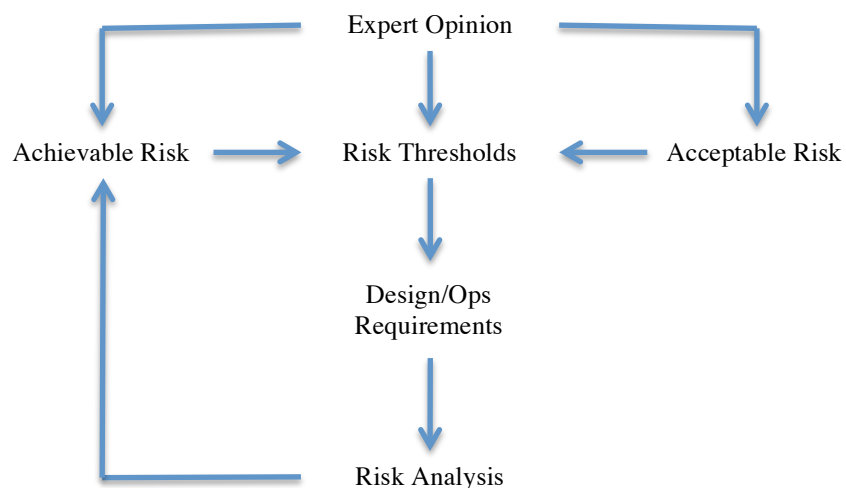 Expert Opinion
Achievable Risk
Risk Thresholds
Acceptable Risk
Design/Ops
Requirements
Risk Analysis